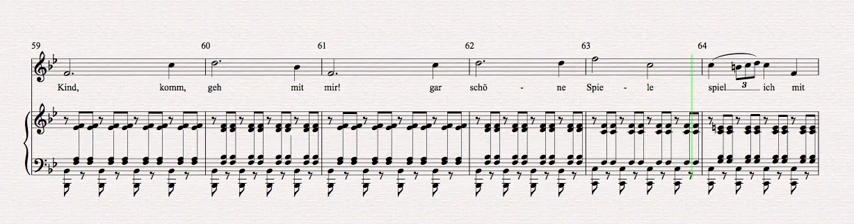 59 60 61 62 63 64
3
Kind, komm, geh mit mir! gar schö - ne Spie - le spiel ich mit